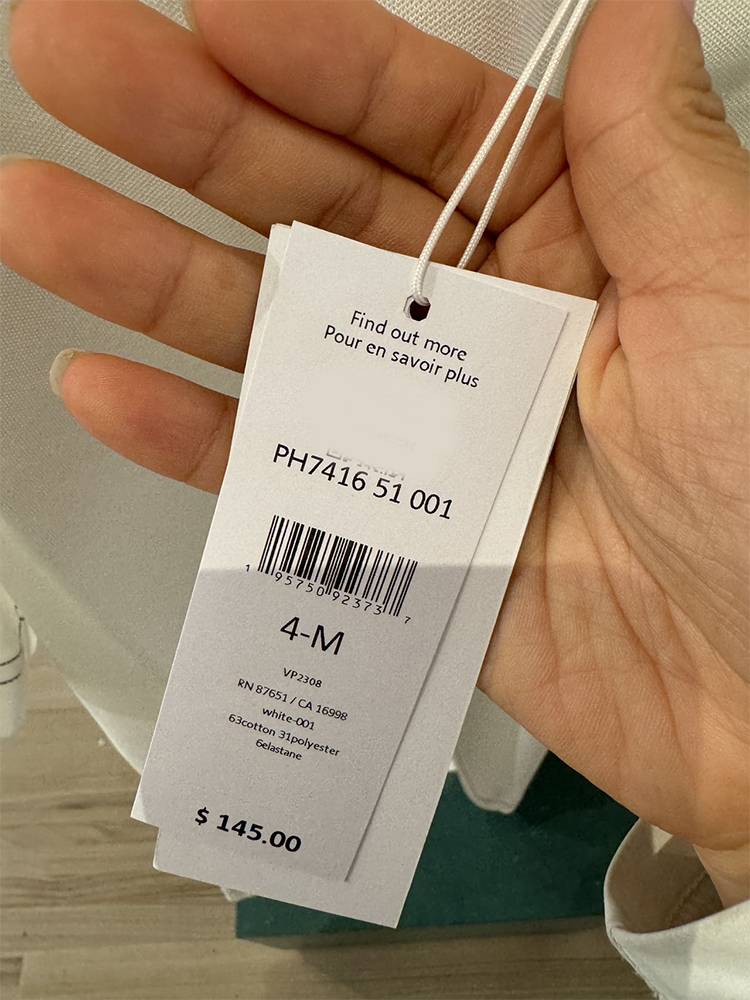 Find out more
Pour en savoir plus
PH7416 51 001
1 95750 92373 7
4-M
VP2308
RN 87651 / CA 16998
white-001
63cotton 31polyester
6elastane
$ 145.00